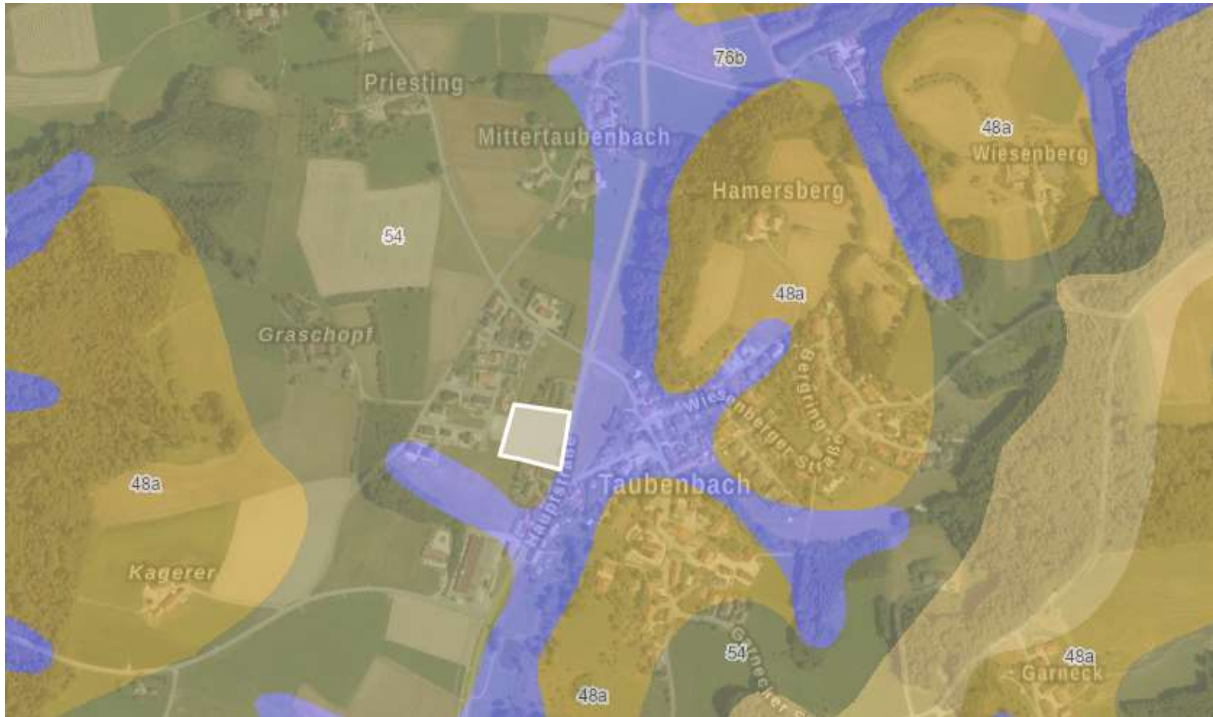 76b
Priesting
48a
Mittertaubenbach
Wiesenberg
Hamersberg
54
48a
Graschopf
Bergring
Wiesenberger Straße
Hauptstraße
48a
Taubenbach
Kagerer
54
Garnecher S
48a
Garneck
48a